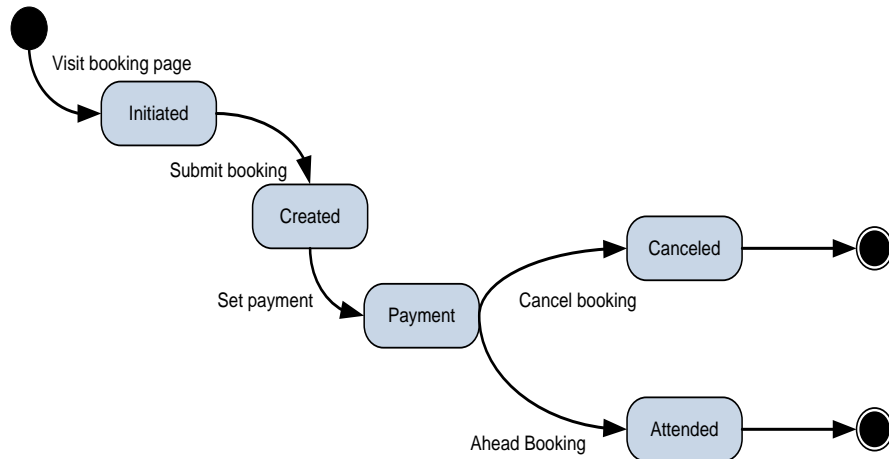 Visit booking page
Initiated
Submit booking
Created
Canceled
Set payment
Payment
Cancel booking
Ahead Booking
Attended